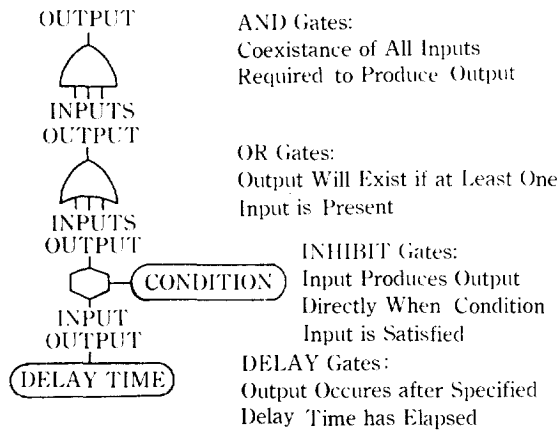 OUTPUT
AND Gates:
Coexistance of All Inputs
Required to Produce Output
INPUTS
OUTPUT
OR Gates:
Output Will Exist if at Least One
Input is Present
INPUTS
OUTPUT
INHIBIT Gates:
CONDITION
Input Produces Output
Directly When Condition
Input is Satisfied
INPUT
OUTPUT
DELAY Gates:
DELAY TIME
Output Occures after Specified
Delay Time has Elapsed